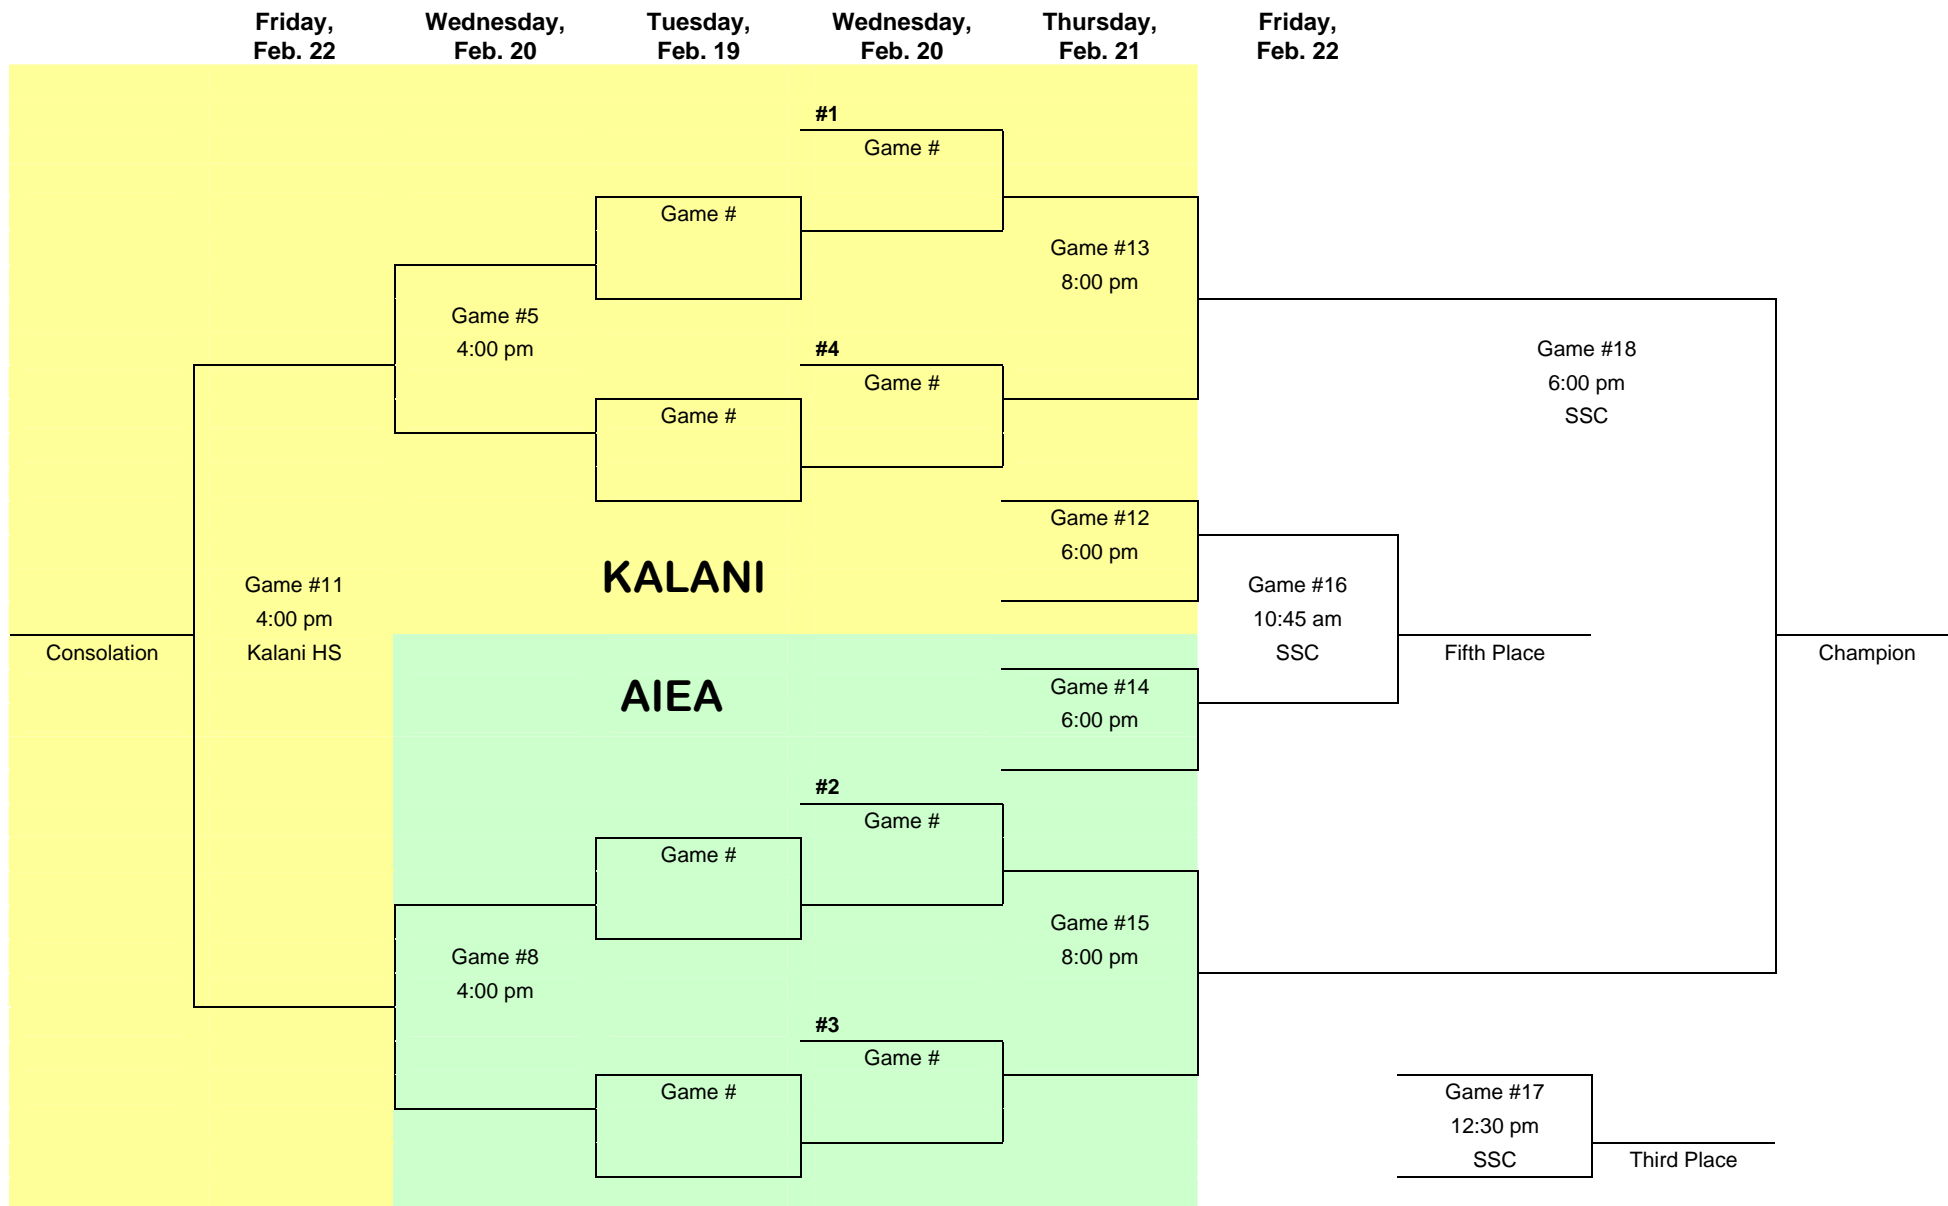 Friday,
Feb. 22
Wednesday,
Feb. 20
Tuesday,
Feb. 19
Wednesday,
Feb. 20
Thursday,
Feb. 21
Friday,
Feb. 22
#1
Game #
Game #
Game #13
8:00 pm
Game #5
4:00 pm
#4
Game #
Game #
Game #18
6:00 pm
SSC
Game #12
6:00 pm
KALANI
Game #11
4:00 pm
Kalani HS
Consolation
Game #16
10:45 am
SSC
Fifth Place
Champion
AIEA
Game #14
6:00 pm
#2
Game #
Game #
Game #15
8:00 pm
Game #8
4:00 pm
#3
Game #
Game #
Game #17
12:30 pm
SSC
Third Place